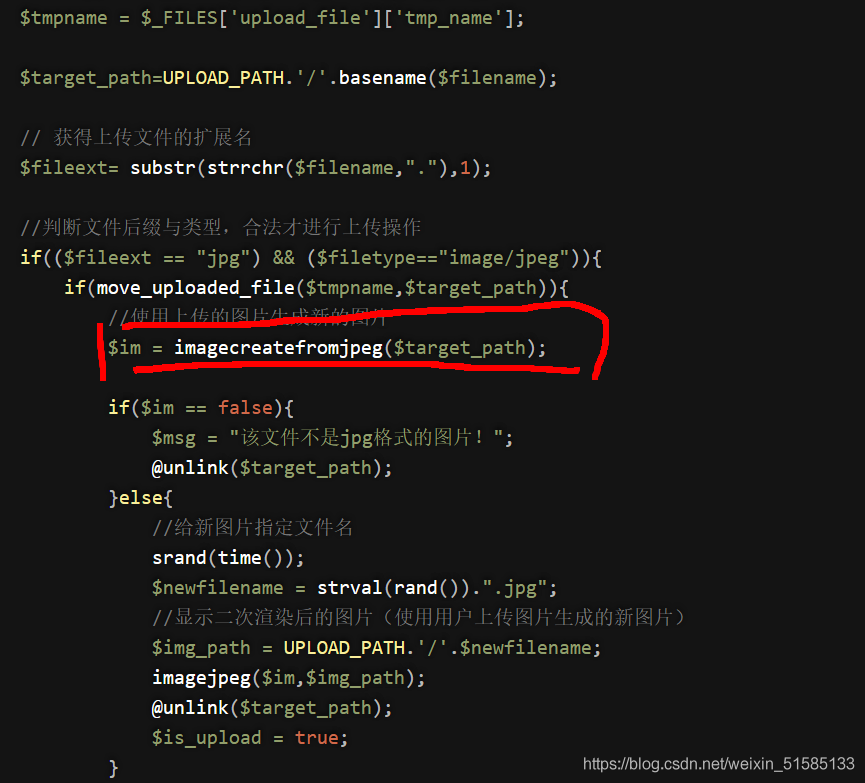 $tmpname = $_FILES['upload_file']['tmp_name'];
$target_path=UPLOAD_PATH.'/'.basename($filename);
// 获得上传文件的扩展名
$fileext= substr(strrchr($filename,"."),1);
//判断文件后缀与类型，合法才进行上传操作
if(($fileext == "jpg") && ($filetype=="image/jpeg")){
if(move_uploaded_file($tmpname,$target_path)){
//使用上传的图片生成新的图片
$im = imagecreatefromjpeg($target_path);
if($im == false){
$msg = "该文件不是jpg格式的图片！";
@unlink($target_path);
}else{
//给新图片指定文件名
srand(time());
$newfilename = strval(rand()).".jpg";
//显示二次渲染后的图片（使用用户上传图片生成的新图片）
$img_path = UPLOAD_PATH.'/'.$newfilename;
imagejpeg($im,$img_path);
@unlink($target_path);
$is_upload = true;
}
https://blog.csdn.net/weixin_51585133